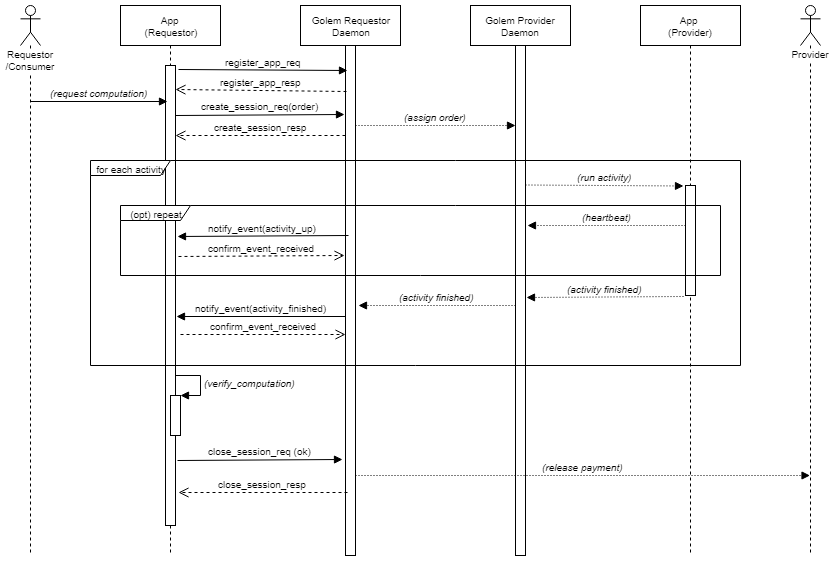 App
(Requestor)
Golem Requestor
Daemon
Golem Provider
Daemon
App
(Provider)
Requestor
/Consumer
Provider
register_app_req
register_app_resp
(request computation)
create_session_req(order)
(assign order)
create_session_resp
for each activity
(run activity)
(opt) repeat
(heartbeat)
notify_event(activity_up)
confirm_event_received
(activity finished)
(activity finished)
notify_event(activity_finished)
confirm_event_received
(verify_computation)
close_session_req (ok)
(release payment)
close_session_resp